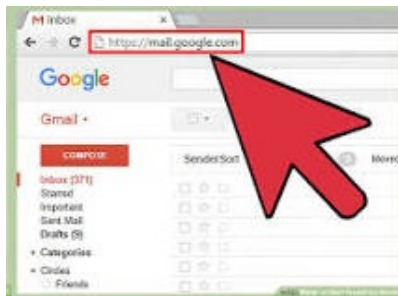 M Inbox x
https://mail.google.com
Google
Gmail
COMPOSE
SenderSort
Inbox (371)
Starred
Important
Sent Mail
Drafts (9)
Categories
Circles
Friends